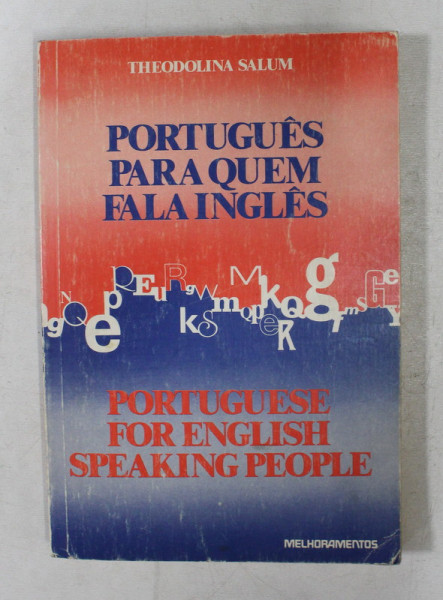 THEODOLINA SALUM
PORTUGUÊS
PARA QUEM
FALA INGLÊS
PORTUGUESE
FOR ENGLISH
SPEAKING PEOPLE
MELHORAMENTOS